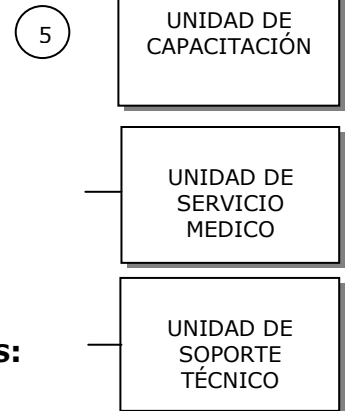 5
UNIDAD DE
CAPACITACIÓN
UNIDAD DE
SERVICIO
MEDICO
UNIDAD DE
SOPORTE
TÉCNICO
s: